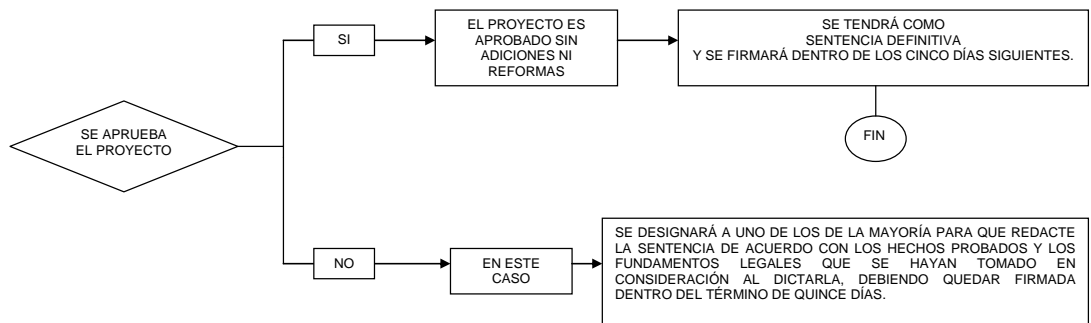 SE APRUEBA
EL PROYECTO
SI
EL PROYECTO ES
APROBADO SIN
ADICIONES NI
REFORMAS
SE TENDRÁ COMO
SENTENCIA DEFINITIVA
Y SE FIRMARÁ DENTRO DE LOS CINCO DÍAS SIGUIENTES.
FIN
NO
EN ESTE
CASO
SE DESIGNARÁ A UNO DE LOS DE LA MAYORÍA PARA QUE REDACTE
LA SENTENCIA DE ACUERDO CON LOS HECHOS PROBADOS Y LOS
FUNDAMENTOS LEGALES QUE SE HAYAN TOMADO EN
CONSIDERACIÓN AL DICTARLA, DEBIENDO QUEDAR FIRMADA
DENTRO DEL TÉRMINO DE QUINCE DÍAS.